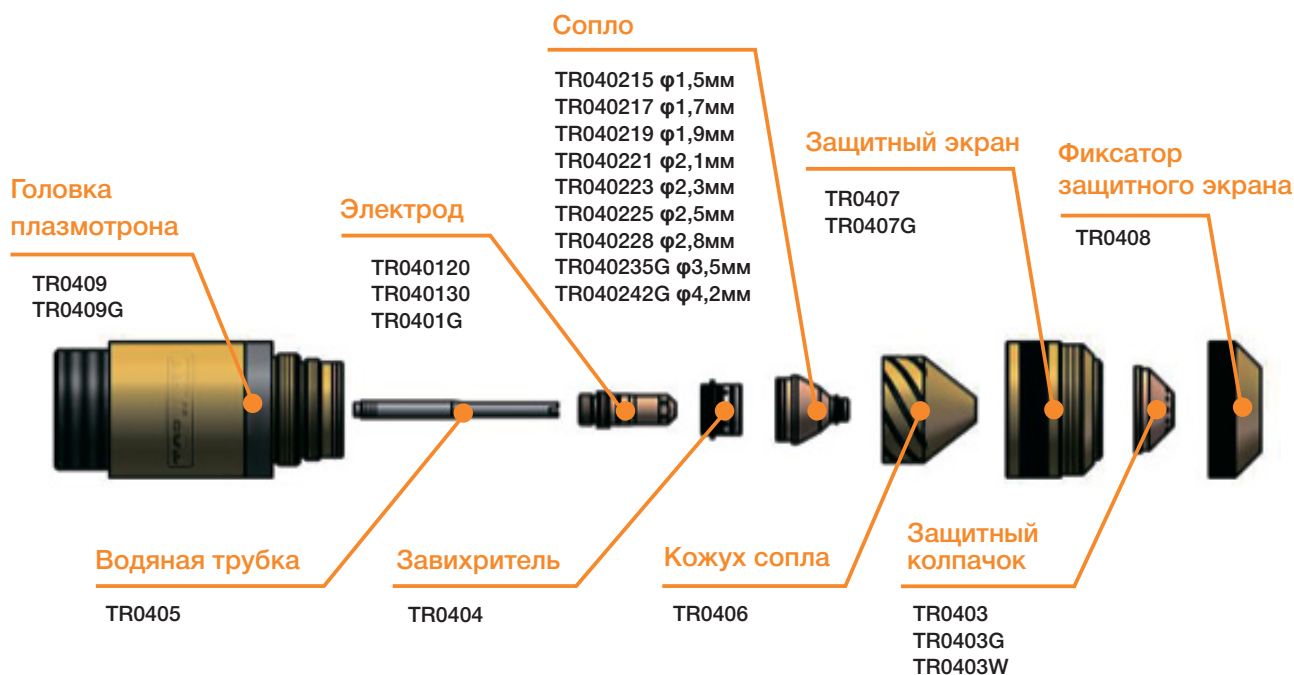 Сопло
TR040215 φ1,5мм
TR040217 φ1,7мм
TR040219 φ1,9мм
TR040221 φ2,1мм
TR040223 φ2,3мм
TR040225 φ2,5мм
TR040228 φ2,8мм
TR040235G φ3,5мм
TR040242G φ4,2мм
Защитный экран
TR0407
TR0407G
Фиксатор
защитного экрана
TR0408
Головка
плазмотрона
TR0409
TR0409G
Электрод
TR040120
TR040130
TR0401G
Водяная трубка
TR0405
Завихритель
TR0404
Кожух сопла
TR0406
Защитный
колпачок
TR0403
TR0403G
TR0403W